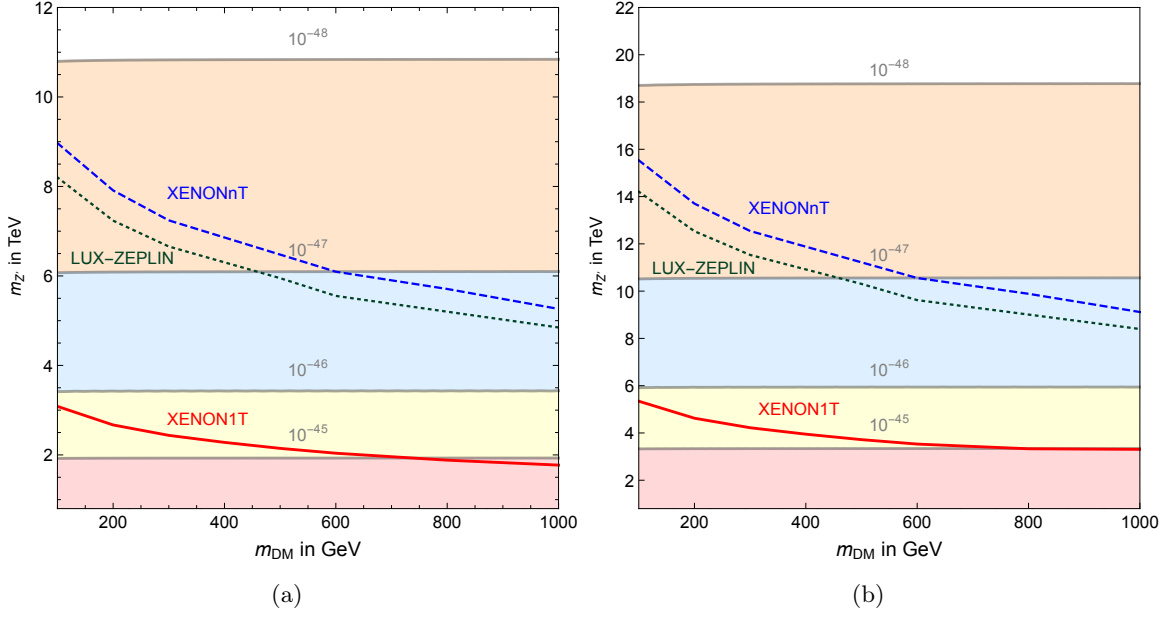 12
10
8
6
4
2
m_Z' in TeV
10^−48
XENONnT
LUX−ZEPLIN
10^−47
10^−46
XENON1T
10^−45
200
400
600
800
1000
m_DM in GeV
(a)
22
20
18
16
14
12
10
8
6
4
2
m_Z' in TeV
10^−48
XENONnT
10^−47
LUX−ZEPLIN
10^−46
XENON1T
10^−45
200
400
600
800
1000
m_DM in GeV
(b)